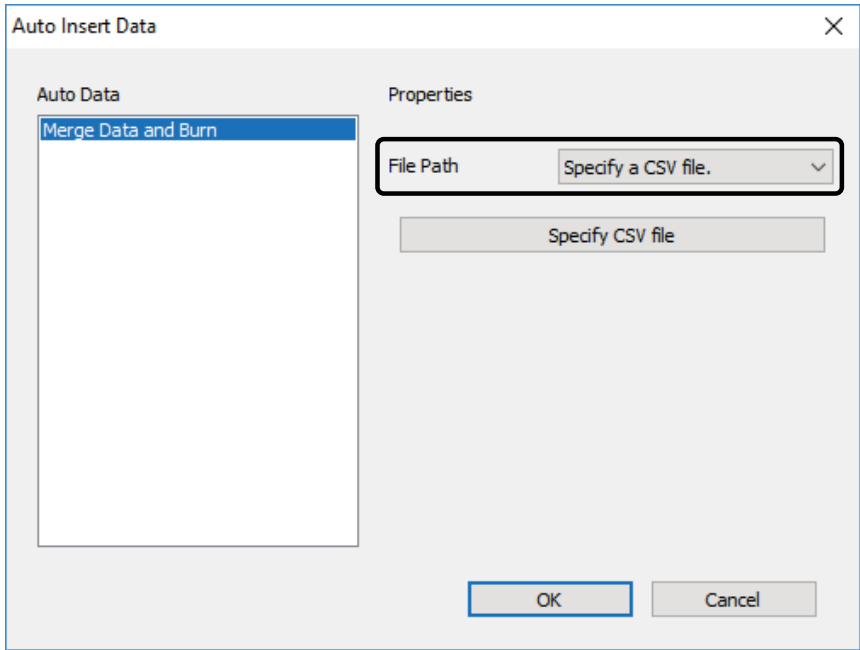 Auto Insert Data
Auto Data
Merge Data and Burn
Properties
File Path
Specify a CSV file.
Specify CSV file
OK
Cancel